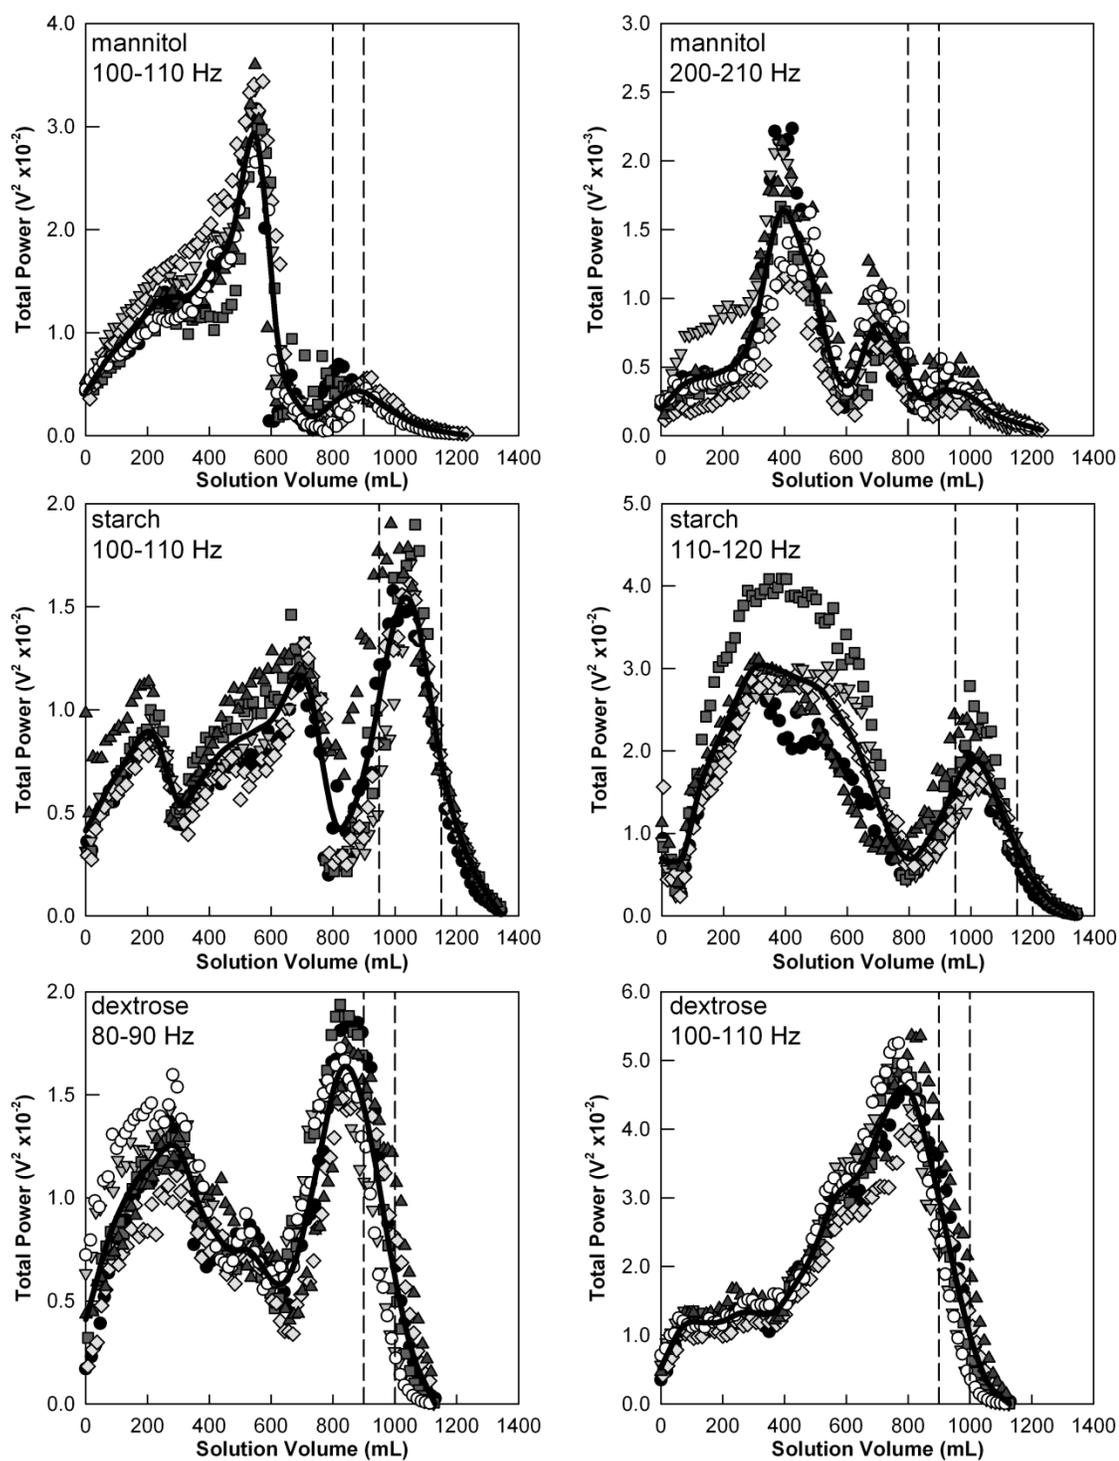 mannitol
100-110 Hz
4.0
3.0
2.0
1.0
0.0
Total Power (V² x10⁻²)
0 200 400 600 800 1000 1200 1400
Solution Volume (mL)
mannitol
200-210 Hz
3.0
2.5
2.0
1.5
1.0
0.5
0.0
Total Power (V² x10⁻³)
0 200 400 600 800 1000 1200 1400
Solution Volume (mL)
starch
100-110 Hz
2.0
1.5
1.0
0.5
0.0
Total Power (V² x10⁻²)
0 200 400 600 800 1000 1200 1400
Solution Volume (mL)
starch
110-120 Hz
5.0
4.0
3.0
2.0
1.0
0.0
Total Power (V² x10⁻²)
0 200 400 600 800 1000 1200 1400
Solution Volume (mL)
dextrose
80-90 Hz
2.0
1.5
1.0
0.5
0.0
Total Power (V² x10⁻²)
0 200 400 600 800 1000 1200 1400
Solution Volume (mL)
dextrose
100-110 Hz
6.0
5.0
4.0
3.0
2.0
1.0
0.0
Total Power (V² x10⁻²)
0 200 400 600 800 1000 1200 1400
Solution Volume (mL)